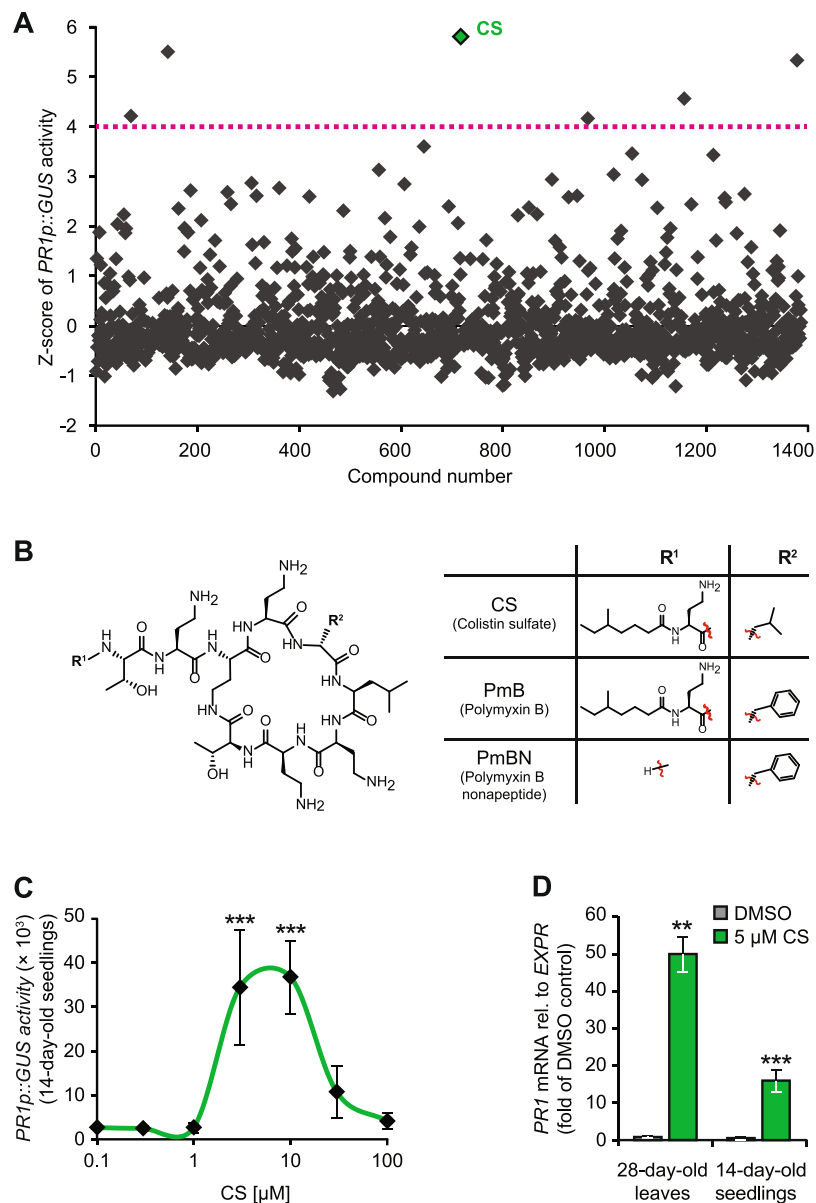 A
Z-score of PR1p::GUS activity
6
5
4
3
2
1
0
-1
-2
CS
0
200
400
600
800
1000
1200
1400
Compound number
B
NH2
NH2
R¹
H
N
O
O
H
N
R²
O
HN
NH
O
OH
N
H
O
N
H
O
O
NH
HN
O
O
O
HN
O
OH
NH
O
HN
O
HN
NH2
NH2
R¹
R²
CS
(Colistin sulfate)
O
N
H
NH2
O
PmB
(Polymyxin B)
O
N
H
NH2
O
PmBN
(Polymyxin B
nonapeptide)
H
C
PR1p::GUS activity (× 10³)
(14-day-old seedlings)
50
40
30
20
10
0
***
***
0.1
1
10
100
CS [µM]
D
DMSO
5 µM CS
PR1 mRNA rel. to EXPR
(fold of DMSO control)
60
50
40
30
20
10
0
**
***
28-day-old
leaves
14-day-old
seedlings